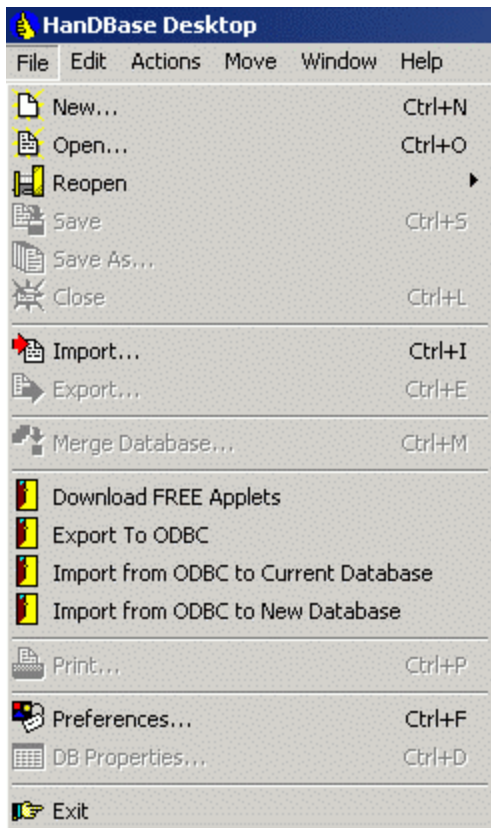 HanDBase Desktop
File Edit Actions Move Window Help
New... Ctrl+N
Open... Ctrl+O
Reopen
Save Ctrl+S
Save As...
Close Ctrl+L
Import... Ctrl+I
Export... Ctrl+E
Merge Database... Ctrl+M
Download FREE Applets
Export To ODBC
Import from ODBC to Current Database
Import from ODBC to New Database
Print... Ctrl+P
Preferences... Ctrl+F
DB Properties... Ctrl+D
Exit